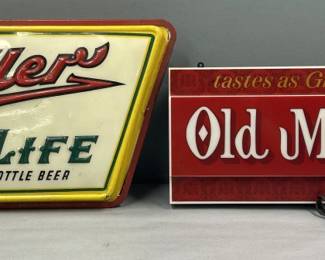 ller
LIFE
OTTLE BEER
tastes as G
Old M